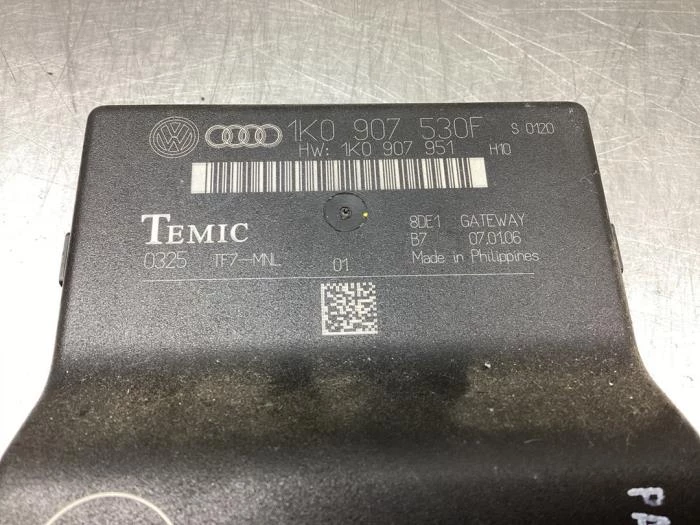 1K0 907 530F S 0120
HW: 1K0 907 951 H10
TEMIC 8DE1 GATEWAY
B7 07.01.06
0325 TF7-MNL 01 Made in Philippines
PA